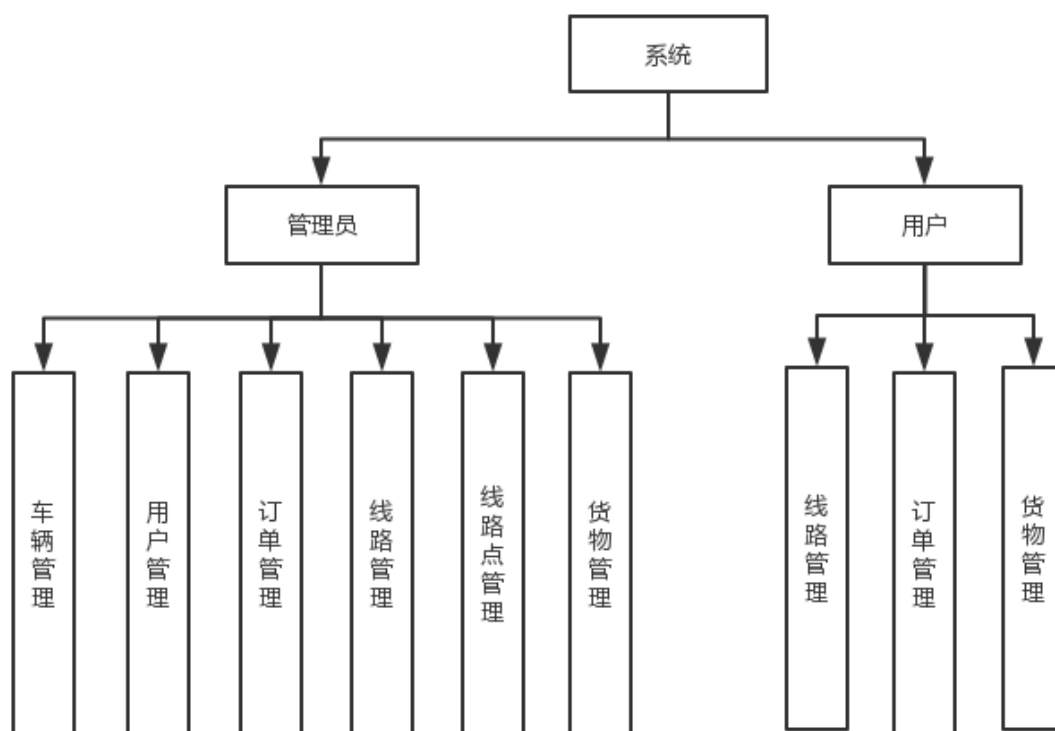 系统
管理员
用户
车辆管理
用户管理
订单管理
线路管理
线路点管理
货物管理
线路管理
订单管理
货物管理